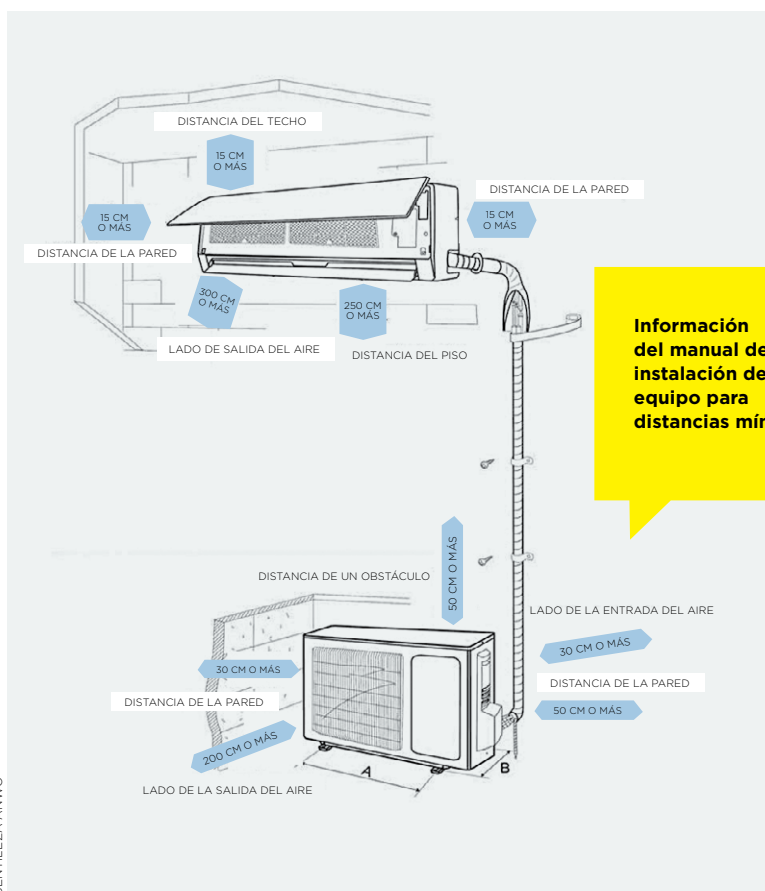 DISTANCIA DEL TECHO
15 CM
O MÁS
DISTANCIA DE LA PARED
15 CM
O MÁS
15 CM
O MÁS
DISTANCIA DE LA PARED
300 CM
O MÁS
250 CM
O MÁS
LADO DE SALIDA DEL AIRE
DISTANCIA DEL PISO
Información
del manual de
instalación de
equipo para
distancias mín
50 CM O MÁS
DISTANCIA DE UN OBSTÁCULO
LADO DE LA ENTRADA DEL AIRE
30 CM O MÁS
30 CM O MÁS
DISTANCIA DE LA PARED
DISTANCIA DE LA PARED
50 CM O MÁS
200 CM O MÁS
A
B
LADO DE LA SALIDA DEL AIRE